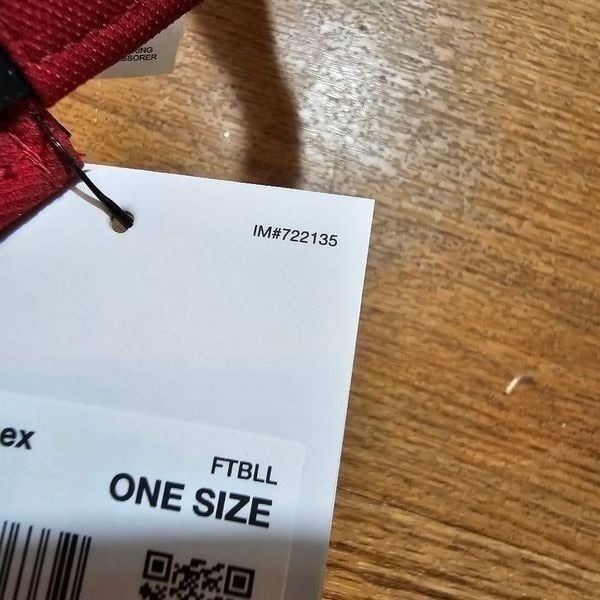 IM#722135
ex
FTBLL
ONE SIZE